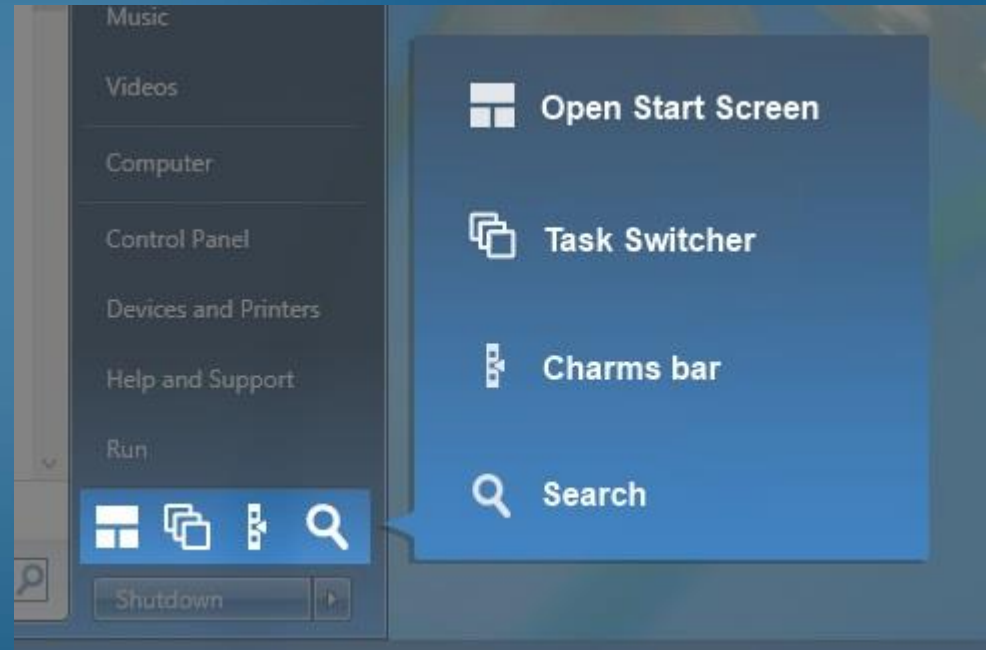 Music
Videos
Computer
Control Panel
Devices and Printers
Help and Support
Run
Shutdown
Open Start Screen
Task Switcher
Charms bar
Search